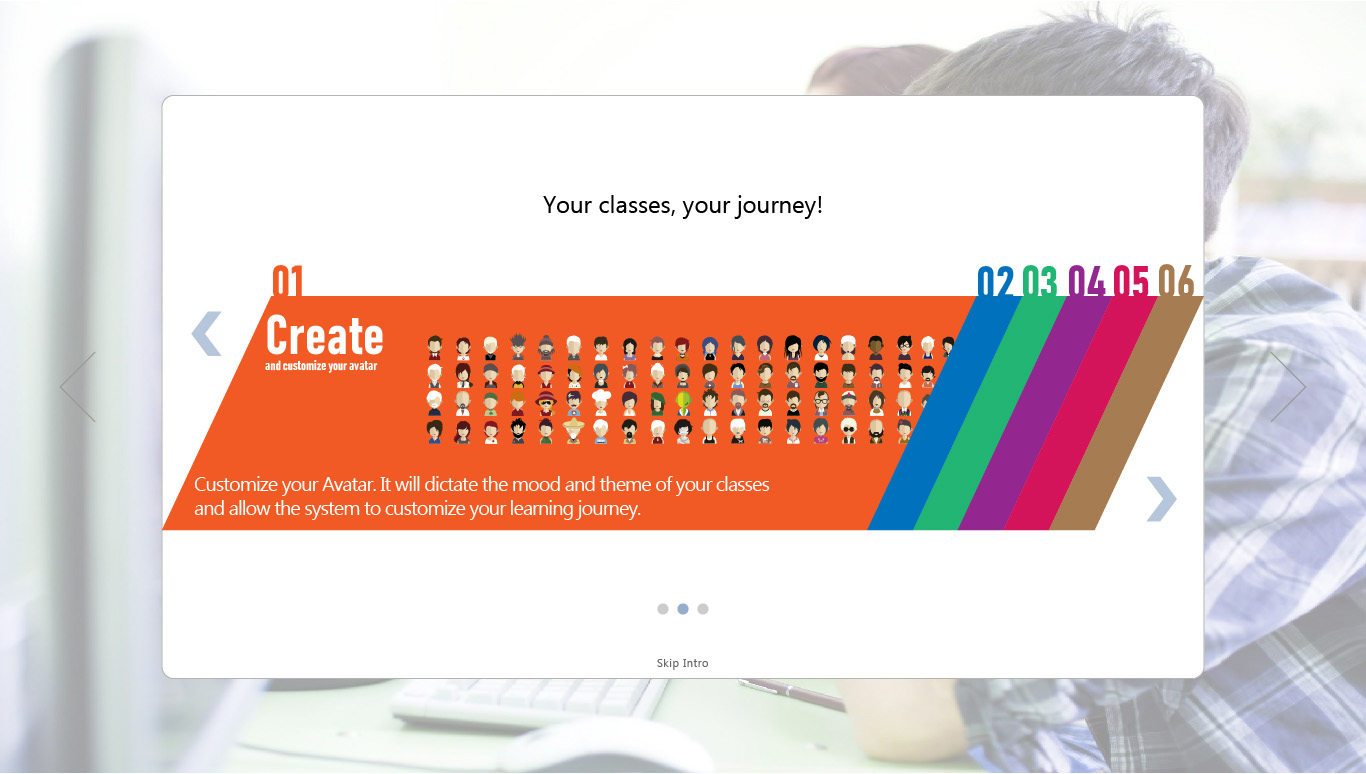 Your classes, your journey!
01
02 03 04 05 06
Create
and customize your avatar
Customize your Avatar. It will dictate the mood and theme of your classes
and allow the system to customize your learning journey.
Skip Intro